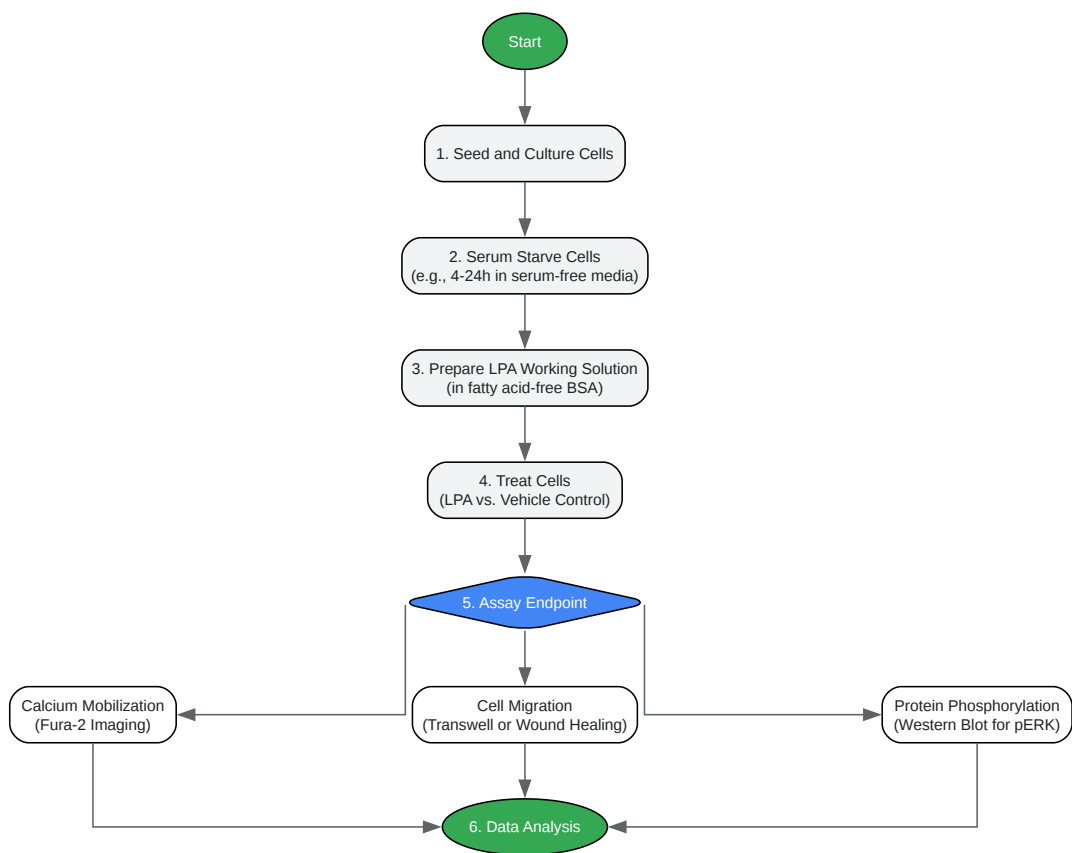 Start
1. Seed and Culture Cells
2. Serum Starve Cells
(e.g., 4-24h in serum-free media)
3. Prepare LPA Working Solution
(in fatty acid-free BSA)
4. Treat Cells
(LPA vs. Vehicle Control)
5. Assay Endpoint
Calcium Mobilization
(Fura-2 Imaging)
Cell Migration
(Transwell or Wound Healing)
Protein Phosphorylation
(Western Blot for pERK)
6. Data Analysis